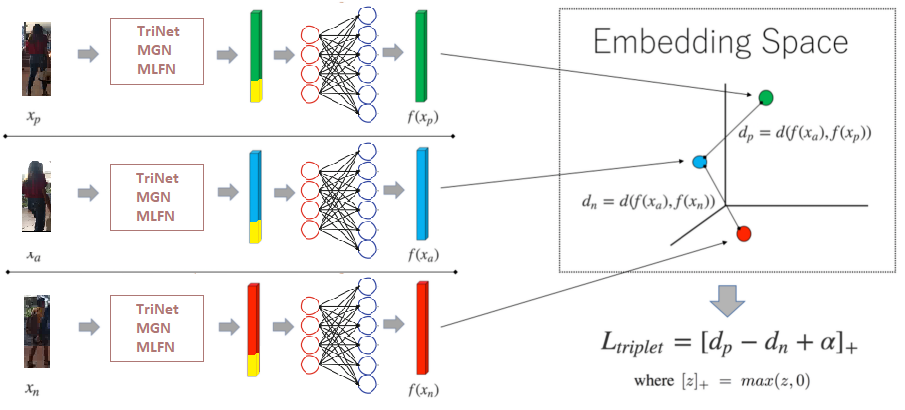 TriNet
MGN
MLFN
x_p
f(x_p)
TriNet
MGN
MLFN
x_a
f(x_a)
TriNet
MGN
MLFN
x_n
f(x_n)
Embedding Space
d_p = d(f(x_a), f(x_p))
d_n = d(f(x_a), f(x_n))
L_{triplet} = [d_p − d_n + α]_+
where [z]_+ = max(z, 0)